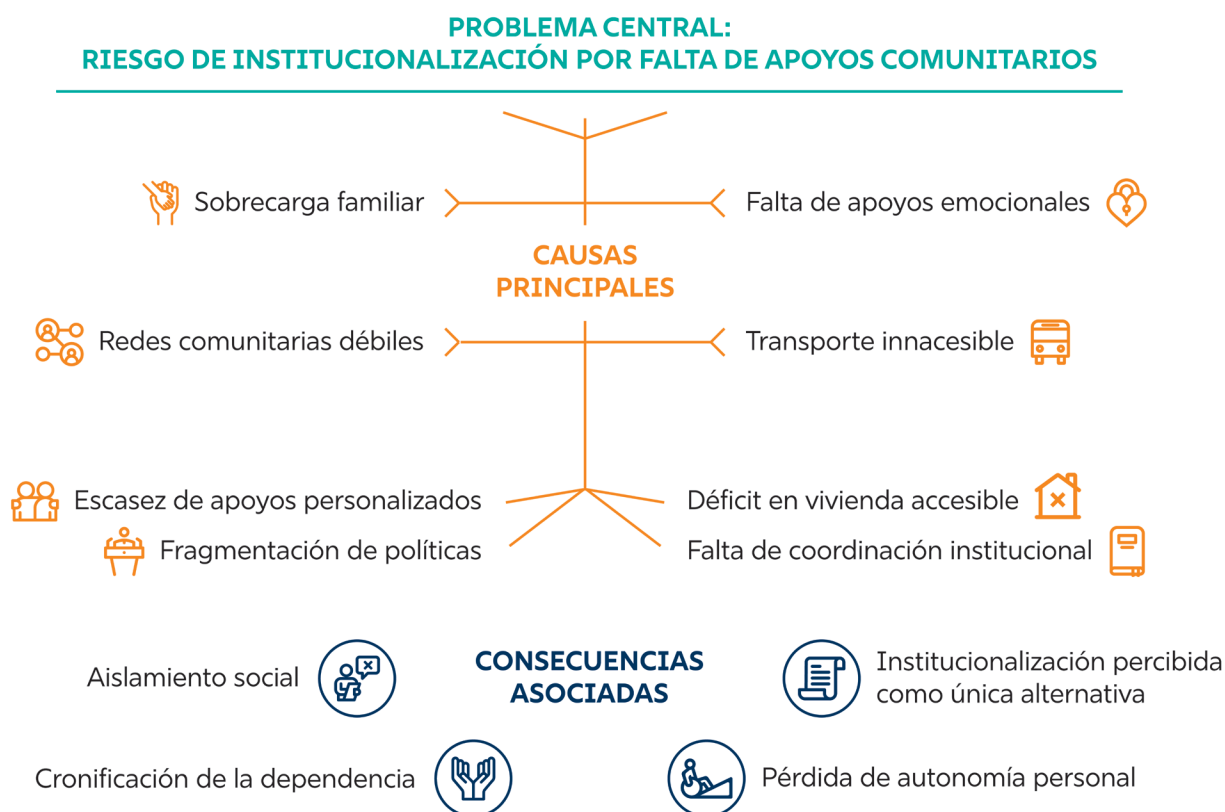 PROBLEMA CENTRAL:
RIESGO DE INSTITUCIONALIZACIÓN POR FALTA DE APOYOS COMUNITARIOS
Sobrecarga familiar
Falta de apoyos emocionales
CAUSAS
PRINCIPALES
Redes comunitarias débiles
Transporte innacesible
Escasez de apoyos personalizados
Déficit en vivienda accesible
Fragmentación de políticas
Falta de coordinación institucional
Aislamiento social
CONSECUENCIAS
ASOCIADAS
Institucionalización percibida
como única alternativa
Cronificación de la dependencia
Pérdida de autonomía personal